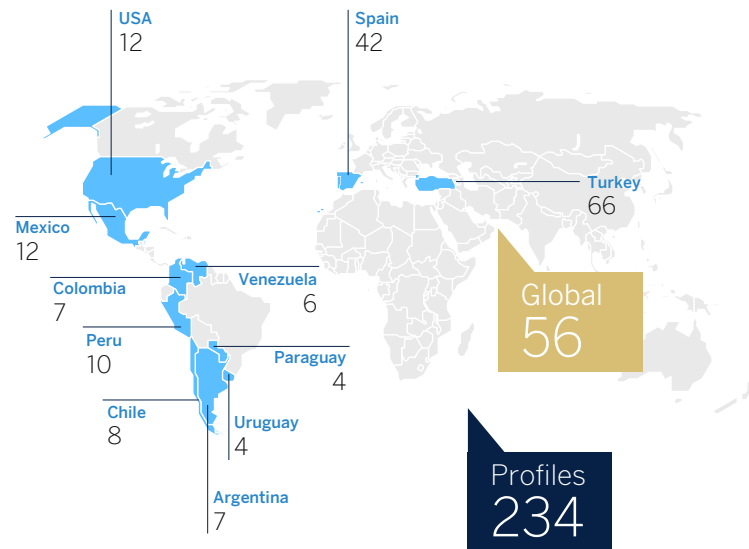 USA
12
Spain
42
Turkey
66
Mexico
12
Colombia
7
Venezuela
6
Global
56
Peru
10
Paraguay
4
Chile
8
Uruguay
4
Profiles
234
Argentina
7